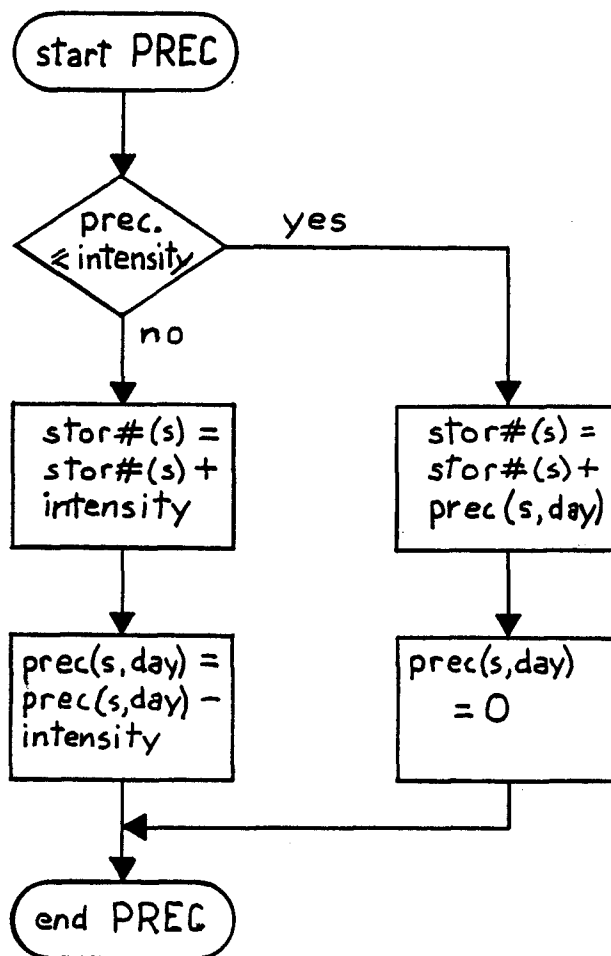 start PREC
prec.
≤ intensity
yes
no
stor#(s) =
stor#(s) +
intensity
stor#(s) =
stor#(s) +
prec(s,day)
prec(s,day) =
prec(s,day) −
intensity
prec(s,day)
= 0
end PREC